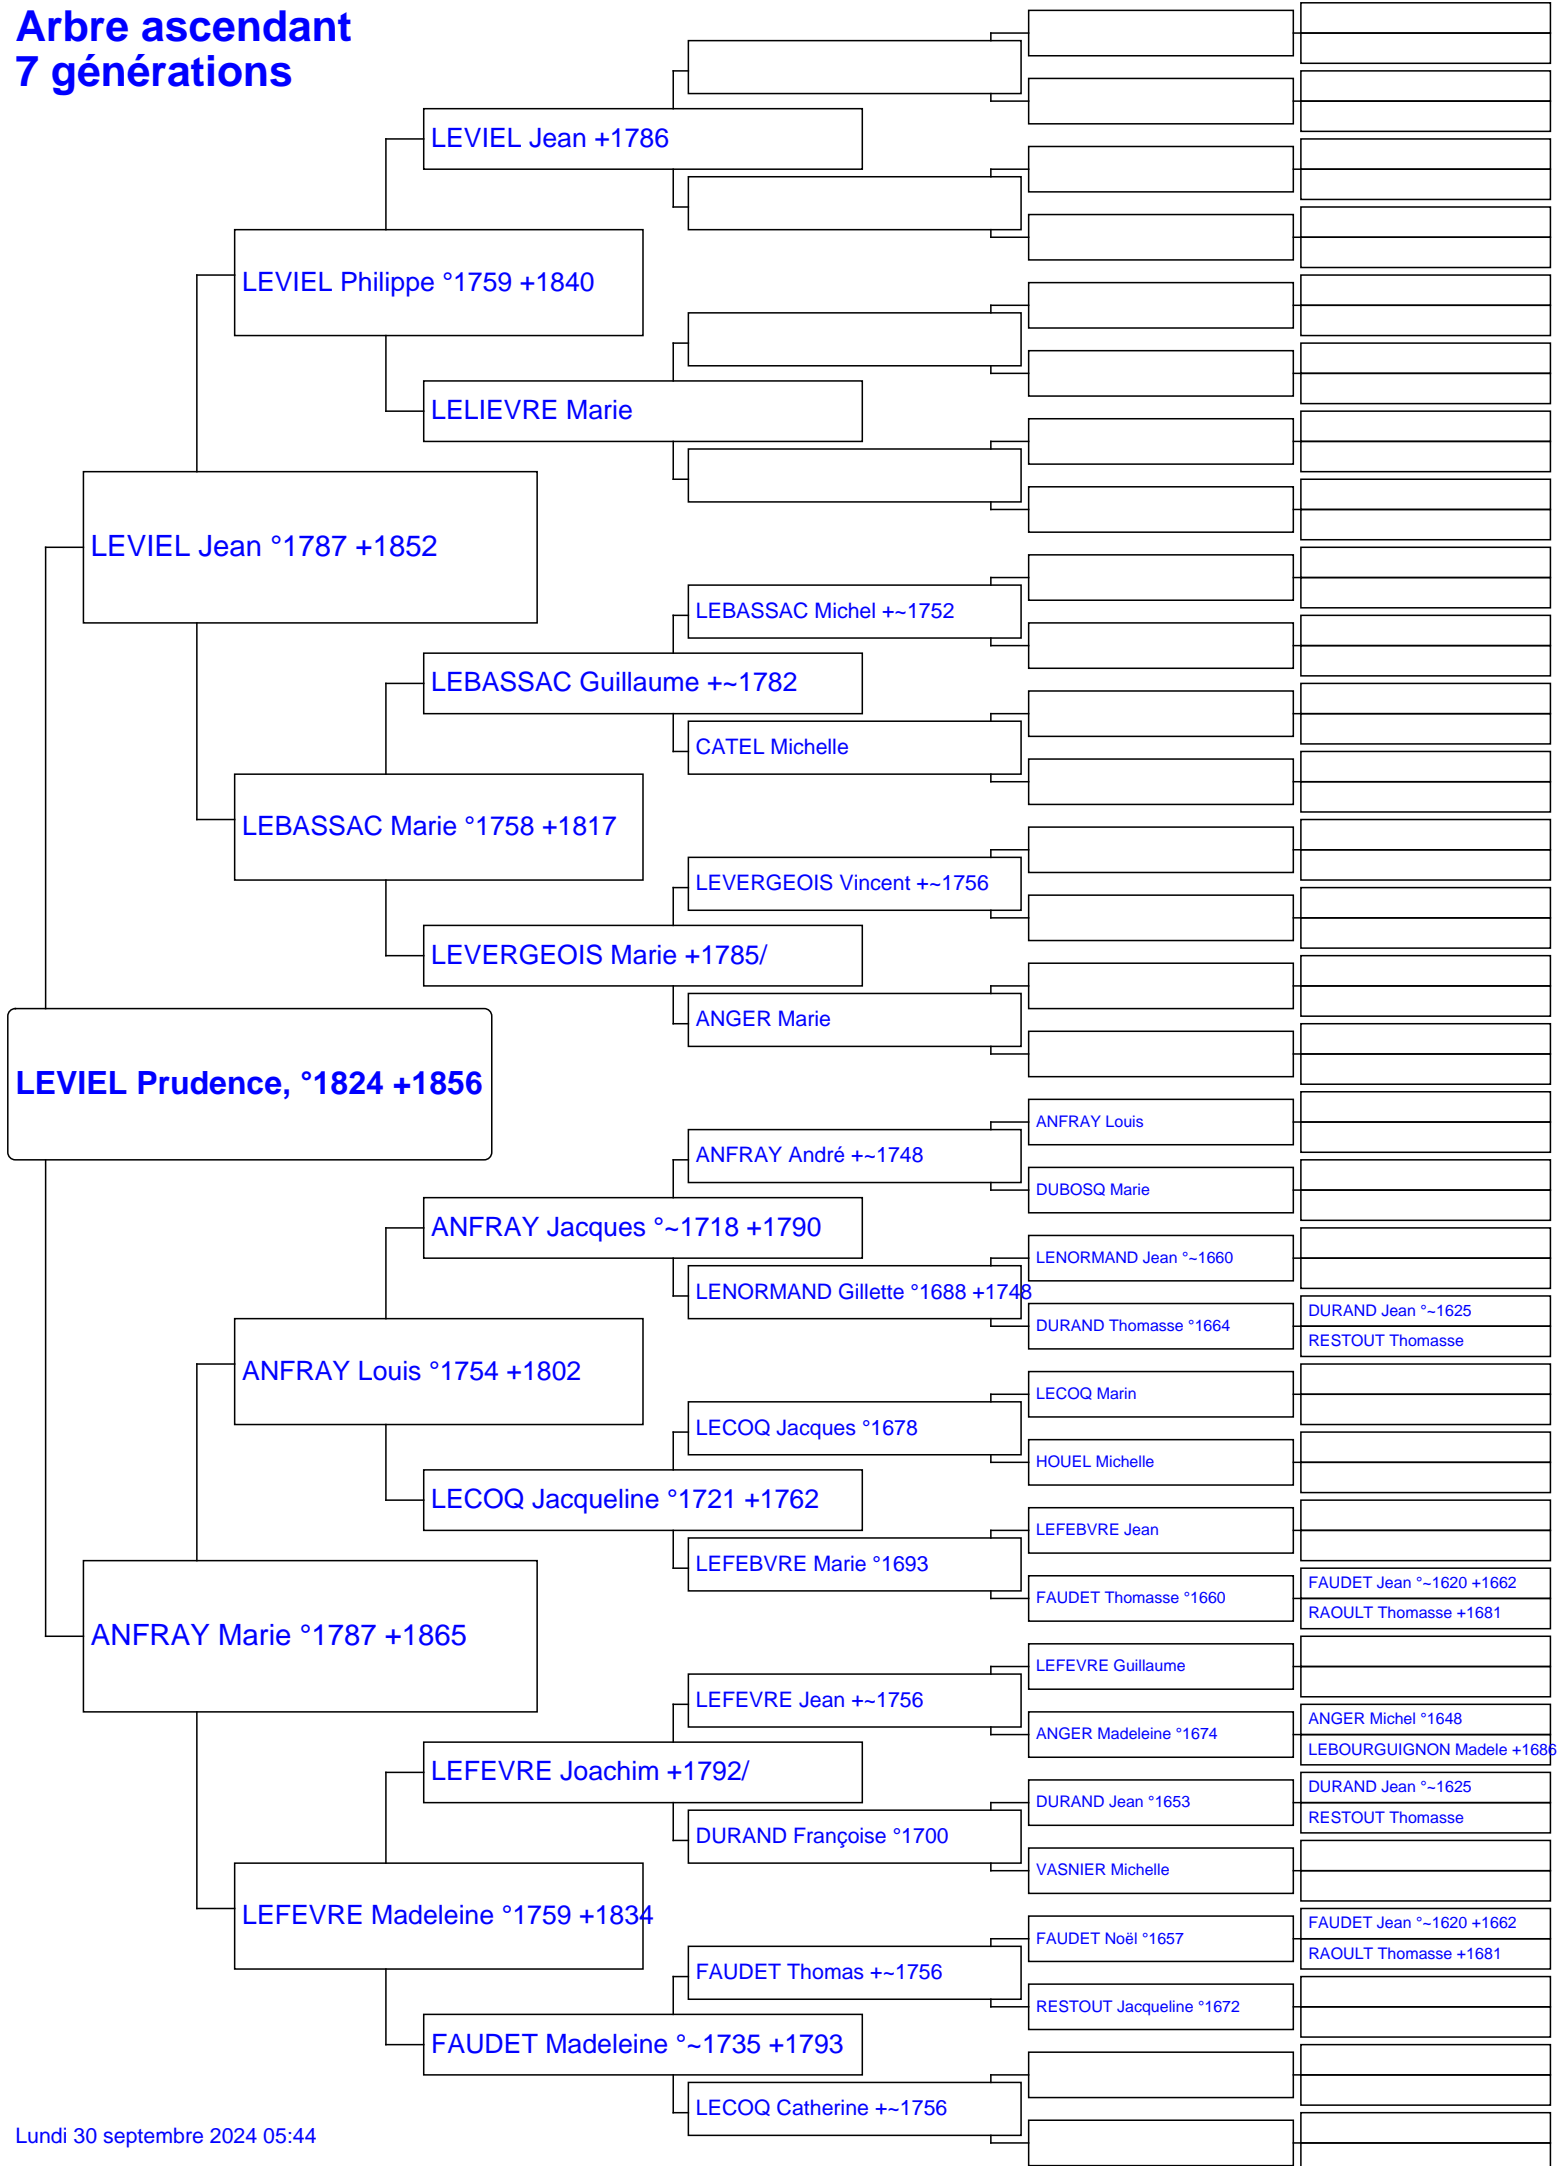 Arbre ascendant
7 générations
LEVIEL Jean +1786
LEVIEL Philippe °1759 +1840
LELIEVRE Marie
LEVIEL Jean °1787 +1852
LEBASSAC Michel +~1752
LEBASSAC Guillaume +~1782
CATEL Michelle
LEBASSAC Marie °1758 +1817
LEVERGEOIS Vincent +~1756
LEVERGEOIS Marie +1785/
ANGER Marie
LEVIEL Prudence, °1824 +1856
ANFRAY Louis
ANFRAY André +~1748
DUBOSQ Marie
ANFRAY Jacques °~1718 +1790
LENORMAND Jean °~1660
LENORMAND Gillette °1688 +1748
DURAND Jean °~1625
DURAND Thomasse °1664
RESTOUT Thomasse
ANFRAY Louis °1754 +1802
LECOQ Marin
LECOQ Jacques °1678
HOUEL Michelle
LECOQ Jacqueline °1721 +1762
LEFEBVRE Jean
LEFEBVRE Marie °1693
FAUDET Jean °~1620 +1662
FAUDET Thomasse °1660
RAOULT Thomasse +1681
ANFRAY Marie °1787 +1865
LEFEVRE Guillaume
LEFEVRE Jean +~1756
ANGER Michel °1648
ANGER Madeleine °1674
LEBOURGUIGNON Madele +1686
LEFEVRE Joachim +1792/
DURAND Jean °~1625
DURAND Jean °1653
RESTOUT Thomasse
DURAND Françoise °1700
VASNIER Michelle
LEFEVRE Madeleine °1759 +1834
FAUDET Jean °~1620 +1662
FAUDET Noël °1657
RAOULT Thomasse +1681
FAUDET Thomas +~1756
RESTOUT Jacqueline °1672
FAUDET Madeleine °~1735 +1793
LECOQ Catherine +~1756
Lundi 30 septembre 2024 05:44